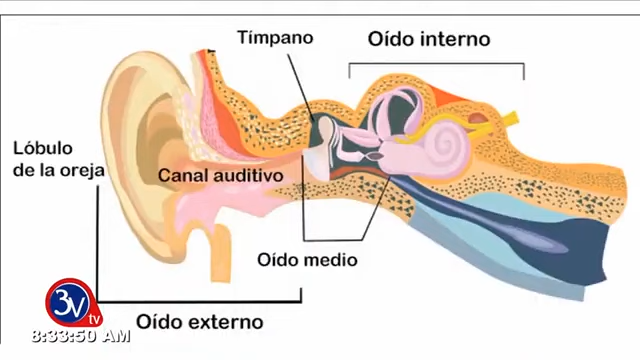 Tímpano
Oído interno
Lóbulo
de la oreja
Canal auditivo
Oído medio
Oído externo
3v
tv
8:33:50 AM